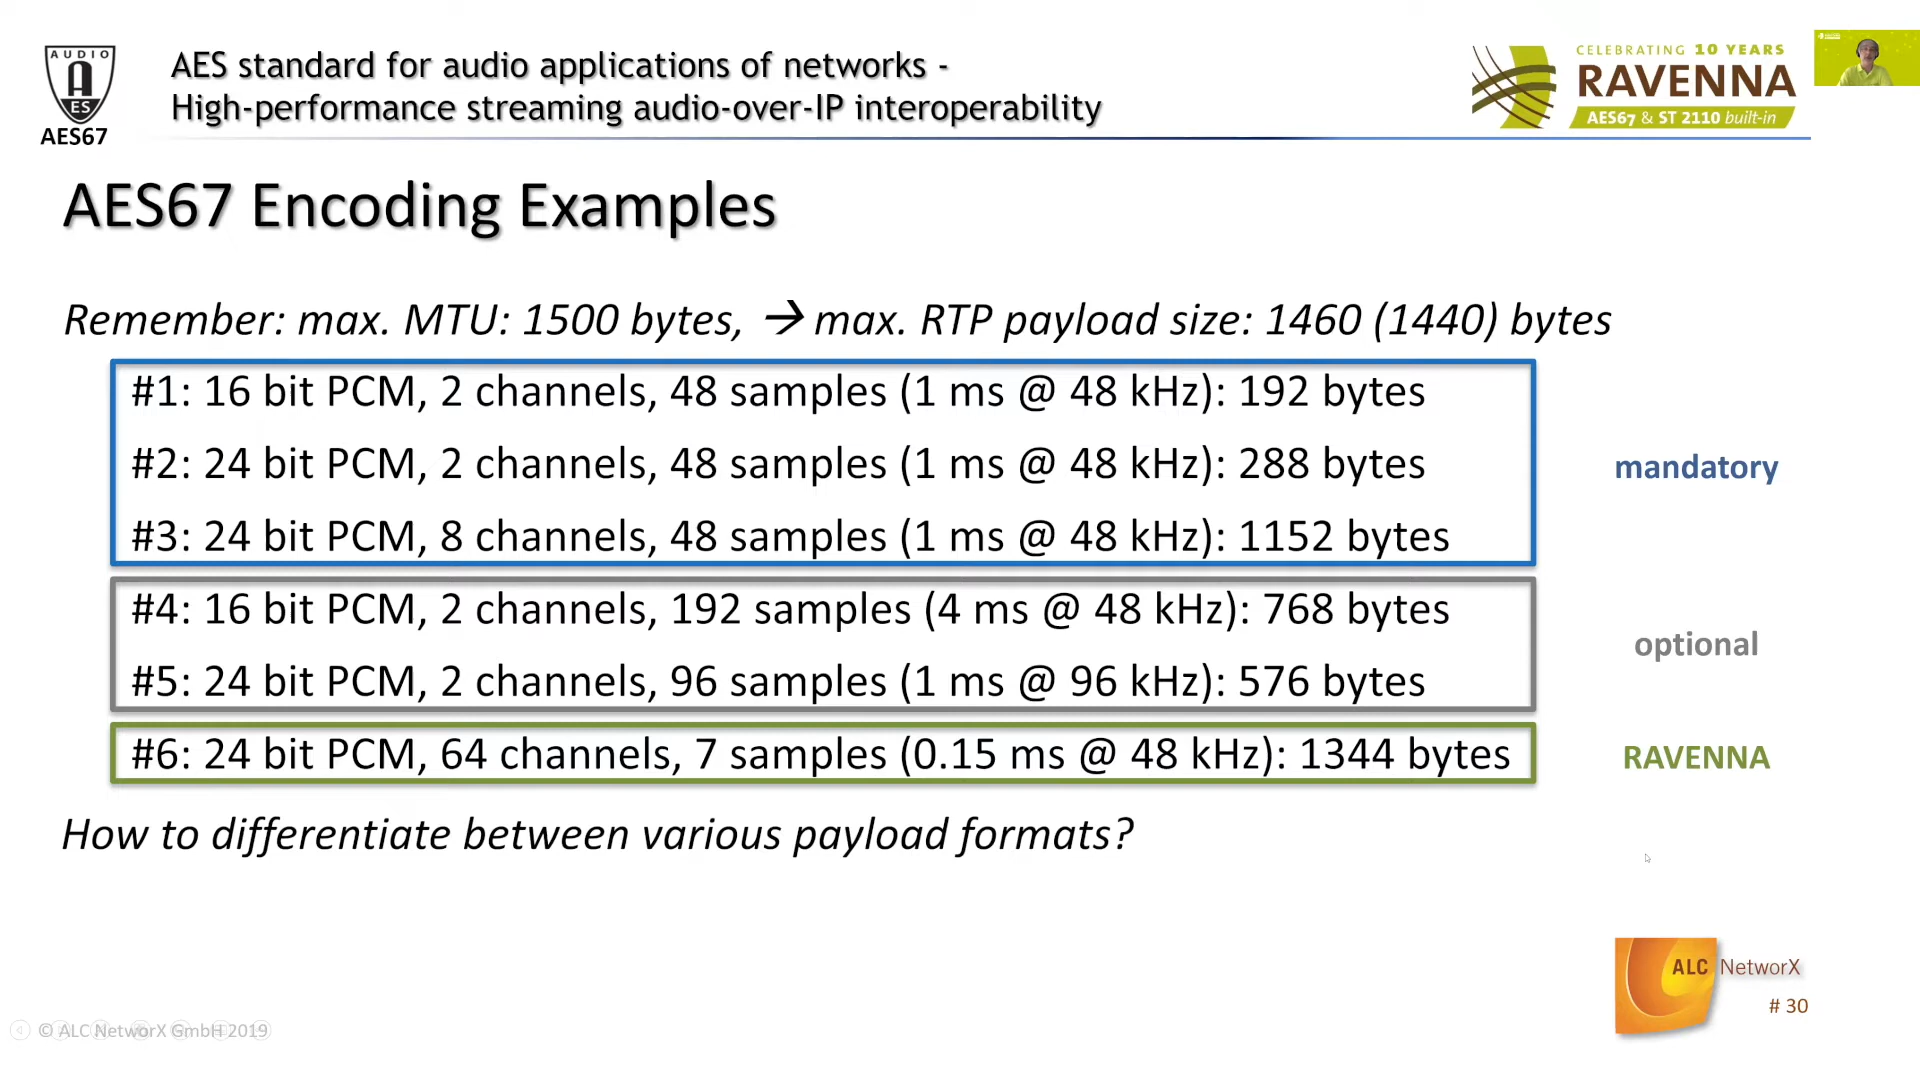 AUDIO
A
ES
AES67
AES standard for audio applications of networks -
High-performance streaming audio-over-IP interoperability
CELEBRATING 10 YEARS
RAVENNA
AES67 & ST 2110 built-in
AES67 Encoding Examples
Remember: max. MTU: 1500 bytes, → max. RTP payload size: 1460 (1440) bytes
#1: 16 bit PCM, 2 channels, 48 samples (1 ms @ 48 kHz): 192 bytes
#2: 24 bit PCM, 2 channels, 48 samples (1 ms @ 48 kHz): 288 bytes
#3: 24 bit PCM, 8 channels, 48 samples (1 ms @ 48 kHz): 1152 bytes
mandatory
#4: 16 bit PCM, 2 channels, 192 samples (4 ms @ 48 kHz): 768 bytes
#5: 24 bit PCM, 2 channels, 96 samples (1 ms @ 96 kHz): 576 bytes
optional
#6: 24 bit PCM, 64 channels, 7 samples (0.15 ms @ 48 kHz): 1344 bytes
RAVENNA
How to differentiate between various payload formats?
ALC NetworX
# 30
© ALC NetworX GmbH 2019